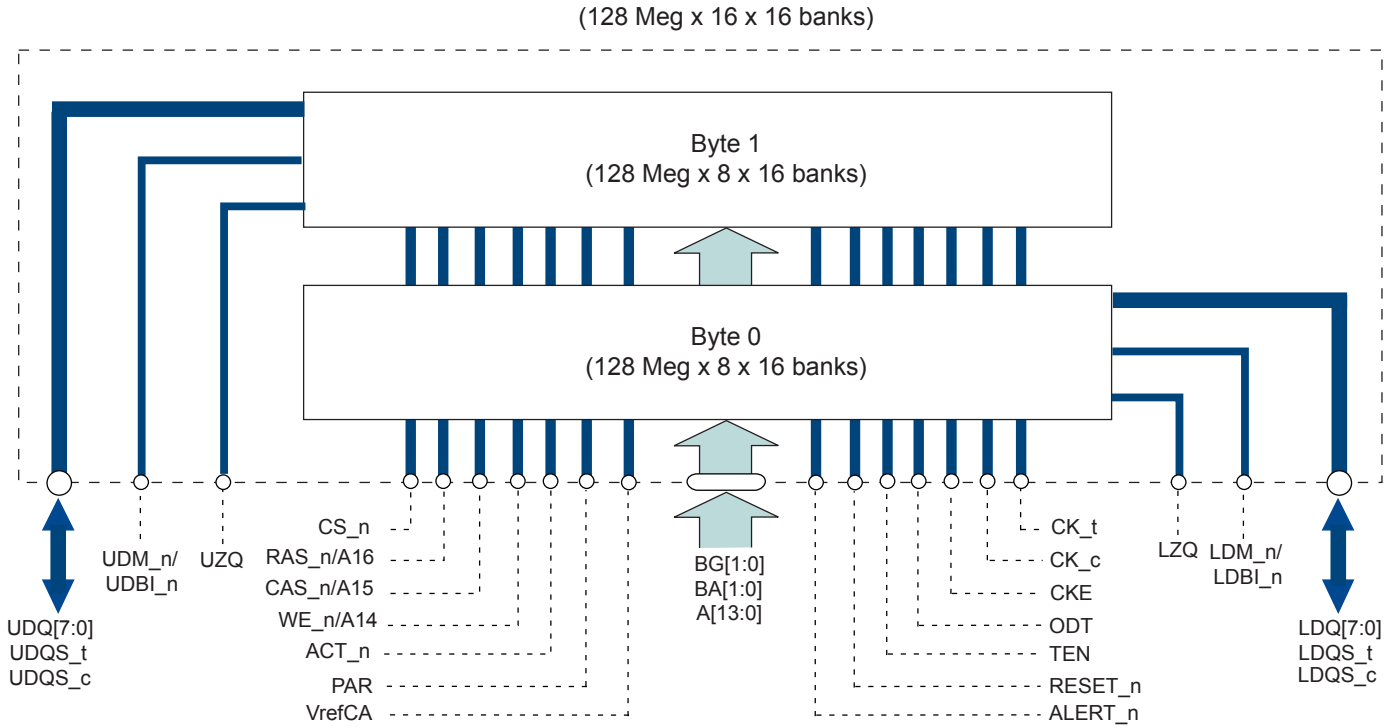 (128 Meg x 16 x 16 banks)
Byte 1
(128 Meg x 8 x 16 banks)
Byte 0
(128 Meg x 8 x 16 banks)
UDQ[7:0]
UDQS_t
UDQS_c
UDM_n/
UDBI_n
UZQ
CS_n
RAS_n/A16
CAS_n/A15
WE_n/A14
ACT_n
PAR
VrefCA
BG[1:0]
BA[1:0]
A[13:0]
CK_t
CK_c
CKE
ODT
TEN
RESET_n
ALERT_n
LZQ
LDM_n/
LDBI_n
LDQ[7:0]
LDQS_t
LDQS_c